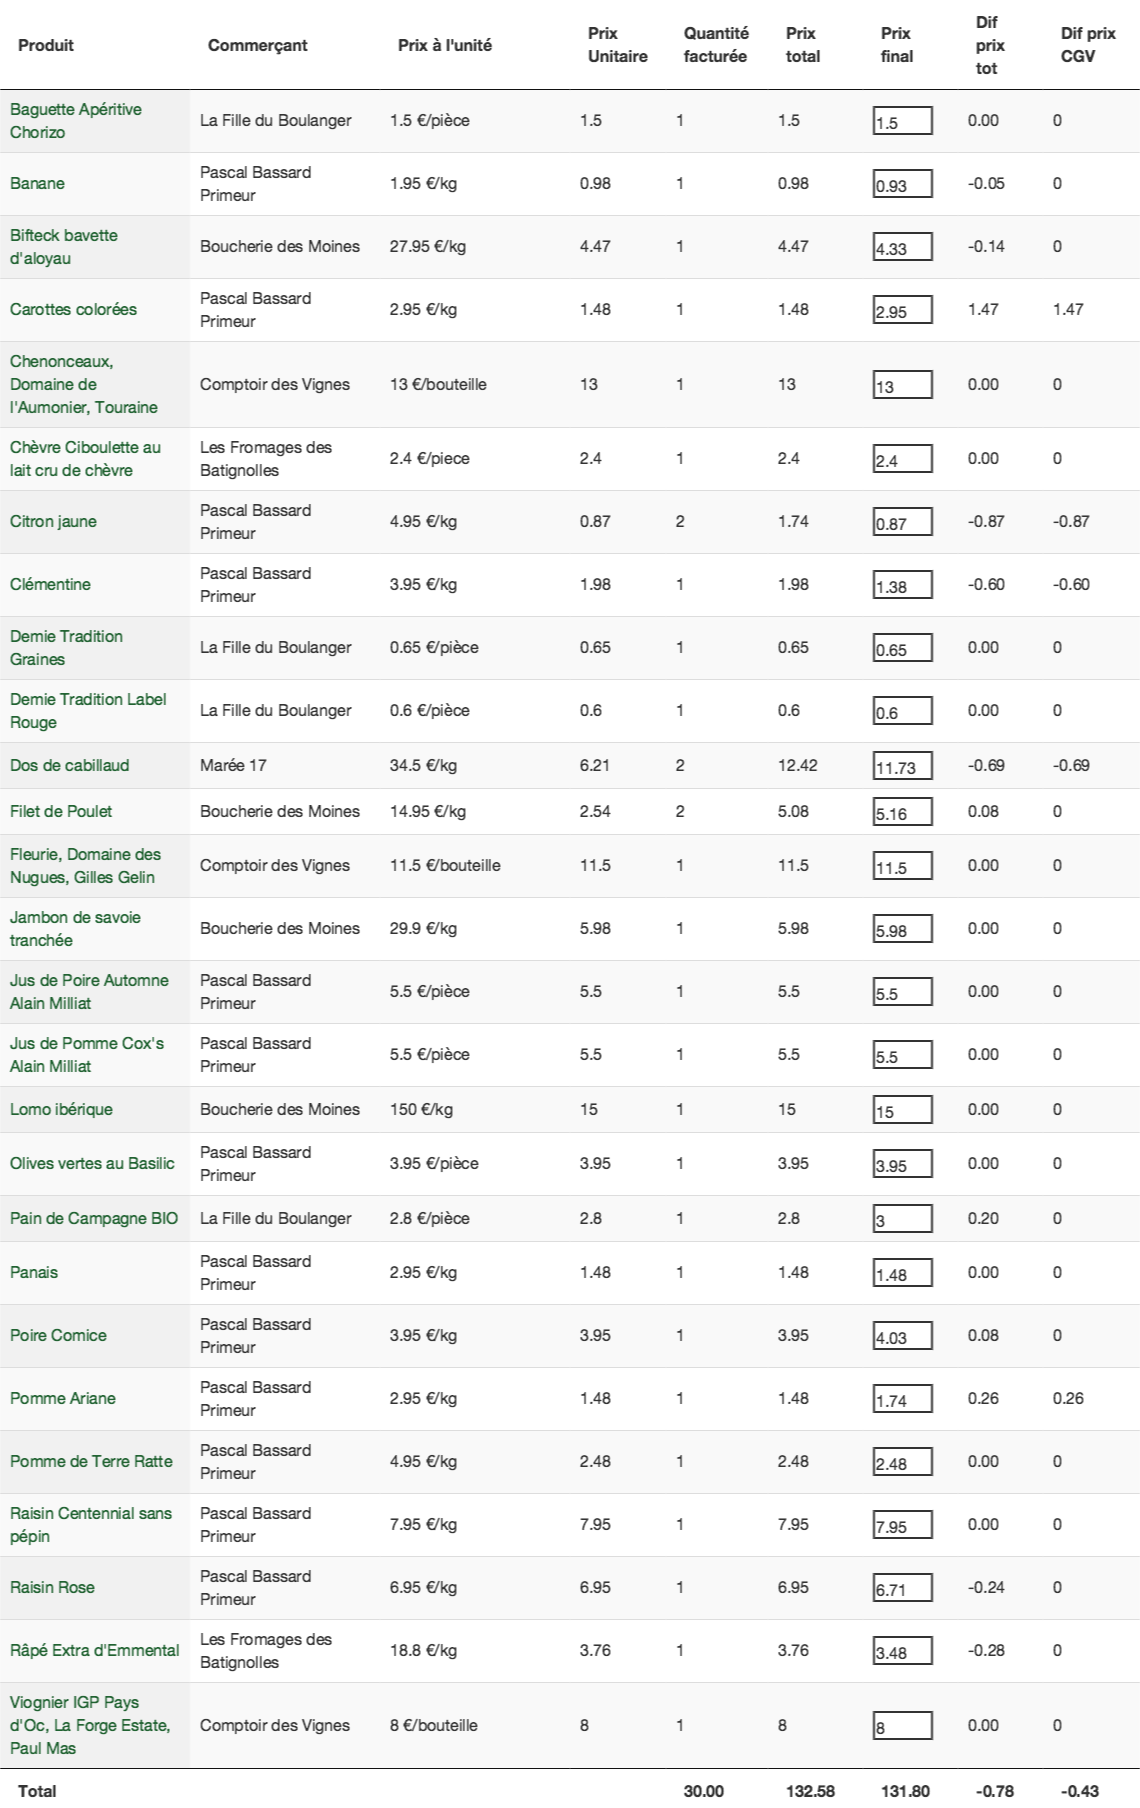 Produit Commerçant Prix à l'unité Prix Unitaire Quantité facturée Prix total Prix final Dif prix tot Dif prix CGV
Baguette Apéritive Chorizo La Fille du Boulanger 1.5 €/pièce 1.5 1 1.5 1.5 0.00 0
Banane Pascal Bassard Primeur 1.95 €/kg 0.98 1 0.98 0.93 -0.05 0
Bifteck bavette d'aloyau Boucherie des Moines 27.95 €/kg 4.47 1 4.47 4.33 -0.14 0
Carottes colorées Pascal Bassard Primeur 2.95 €/kg 1.48 1 1.48 2.95 1.47 1.47
Chenonceaux, Domaine de l'Aumonier, Touraine Comptoir des Vignes 13 €/bouteille 13 1 13 13 0.00 0
Chèvre Ciboulette au lait cru de chèvre Les Fromages des Batignolles 2.4 €/piece 2.4 1 2.4 2.4 0.00 0
Citron jaune Pascal Bassard Primeur 4.95 €/kg 0.87 2 1.74 0.87 -0.87 -0.87
Clémentine Pascal Bassard Primeur 3.95 €/kg 1.98 1 1.98 1.38 -0.60 -0.60
Demie Tradition Graines La Fille du Boulanger 0.65 €/pièce 0.65 1 0.65 0.65 0.00 0
Demie Tradition Label Rouge La Fille du Boulanger 0.6 €/pièce 0.6 1 0.6 0.6 0.00 0
Dos de cabillaud Marée 17 34.5 €/kg 6.21 2 12.42 11.73 -0.69 -0.69
Filet de Poulet Boucherie des Moines 14.95 €/kg 2.54 2 5.08 5.16 0.08 0
Fleurie, Domaine des Nugues, Gilles Gelin Comptoir des Vignes 11.5 €/bouteille 11.5 1 11.5 11.5 0.00 0
Jambon de savoie tranchée Boucherie des Moines 29.9 €/kg 5.98 1 5.98 5.98 0.00 0
Jus de Poire Automne Alain Milliat Pascal Bassard Primeur 5.5 €/pièce 5.5 1 5.5 5.5 0.00 0
Jus de Pomme Cox's Alain Milliat Pascal Bassard Primeur 5.5 €/pièce 5.5 1 5.5 5.5 0.00 0
Lomo ibérique Boucherie des Moines 150 €/kg 15 1 15 15 0.00 0
Olives vertes au Basilic Pascal Bassard Primeur 3.95 €/pièce 3.95 1 3.95 3.95 0.00 0
Pain de Campagne BIO La Fille du Boulanger 2.8 €/pièce 2.8 1 2.8 3 0.20 0
Panais Pascal Bassard Primeur 2.95 €/kg 1.48 1 1.48 1.48 0.00 0
Poire Comice Pascal Bassard Primeur 3.95 €/kg 3.95 1 3.95 4.03 0.08 0
Pomme Ariane Pascal Bassard Primeur 2.95 €/kg 1.48 1 1.48 1.74 0.26 0.26
Pomme de Terre Ratte Pascal Bassard Primeur 4.95 €/kg 2.48 1 2.48 2.48 0.00 0
Raisin Centennial sans pépin Pascal Bassard Primeur 7.95 €/kg 7.95 1 7.95 7.95 0.00 0
Raisin Rose Pascal Bassard Primeur 6.95 €/kg 6.95 1 6.95 6.71 -0.24 0
Râpé Extra d'Emmental Les Fromages des Batignolles 18.8 €/kg 3.76 1 3.76 3.48 -0.28 0
Viognier IGP Pays d'Oc, La Forge Estate, Paul Mas Comptoir des Vignes 8 €/bouteille 8 1 8 8 0.00 0
Total 30.00 132.58 131.80 -0.78 -0.43